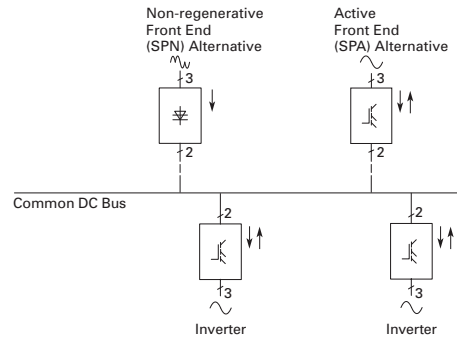 Non-regenerative
Front End
(SPN) Alternative
Active
Front End
(SPA) Alternative
3
3
2
2
Common DC Bus
2
2
3
3
Inverter
Inverter